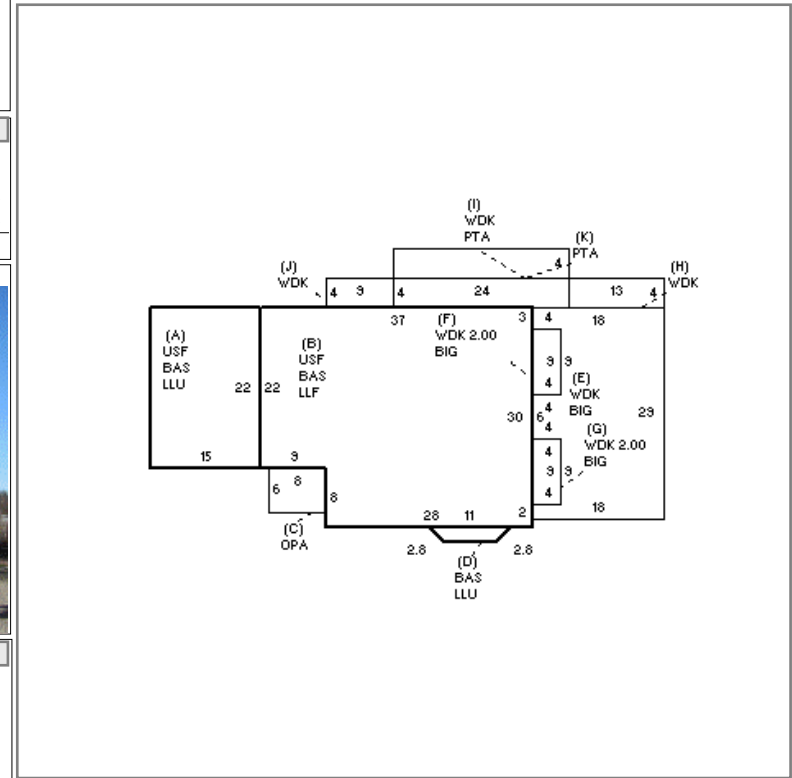 (I)
WDK
PTA
(K)
PTA
4
(J)
WDK
(H)
WDK
4 9 4 24 13 4
37
(F)
WDK 2.00
BIG
3 4 18
(A)
USF
BAS
LLU
(B)
USF
BAS
LLF
22 22
9 9
4
(E)
WDK
BIG
30 6 4
4
29
(G)
WDK 2.00
BIG
4
9 9
4
15 9
6 8
8
(C)
OPA
28 11 2 18
2.8 2.8
(D)
BAS
LLU